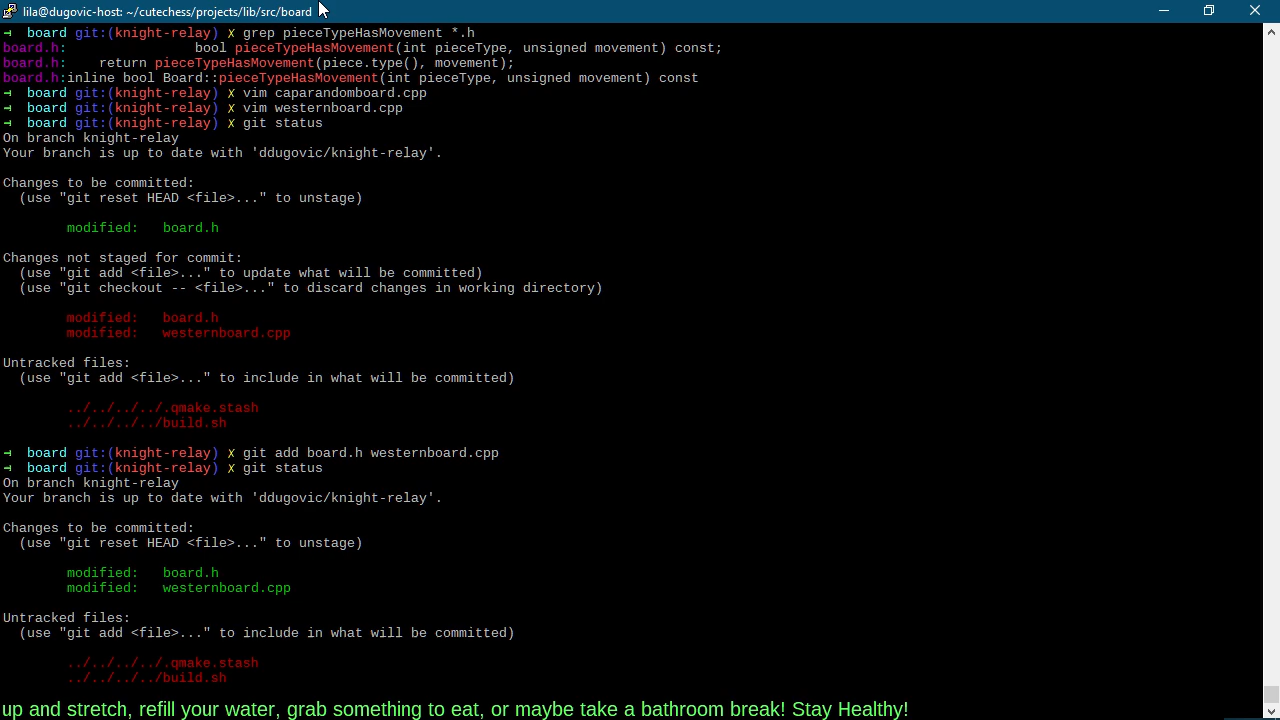 lila@dugovic-host: ~/cutechess/projects/lib/src/board
→ board git:(knight-relay) ✗ grep pieceTypeHasMovement *.h
board.h:                bool pieceTypeHasMovement(int pieceType, unsigned movement) const;
board.h:    return pieceTypeHasMovement(piece.type(), movement);
board.h:inline bool Board::pieceTypeHasMovement(int pieceType, unsigned movement) const
→ board git:(knight-relay) ✗ vim caparandomboard.cpp
→ board git:(knight-relay) ✗ vim westernboard.cpp
→ board git:(knight-relay) ✗ git status
On branch knight-relay
Your branch is up to date with 'ddugovic/knight-relay'.
Changes to be committed:
  (use "git reset HEAD <file>..." to unstage)
        modified:   board.h
Changes not staged for commit:
  (use "git add <file>..." to update what will be committed)
  (use "git checkout -- <file>..." to discard changes in working directory)
        modified:   board.h
        modified:   westernboard.cpp
Untracked files:
  (use "git add <file>..." to include in what will be committed)
        ../../../../.qmake.stash
        ../../../../build.sh
→ board git:(knight-relay) ✗ git add board.h westernboard.cpp
→ board git:(knight-relay) ✗ git status
On branch knight-relay
Your branch is up to date with 'ddugovic/knight-relay'.
Changes to be committed:
  (use "git reset HEAD <file>..." to unstage)
        modified:   board.h
        modified:   westernboard.cpp
Untracked files:
  (use "git add <file>..." to include in what will be committed)
        ../../../../.qmake.stash
        ../../../../build.sh
up and stretch, refill your water, grab something to eat, or maybe take a bathroom break! Stay Healthy!